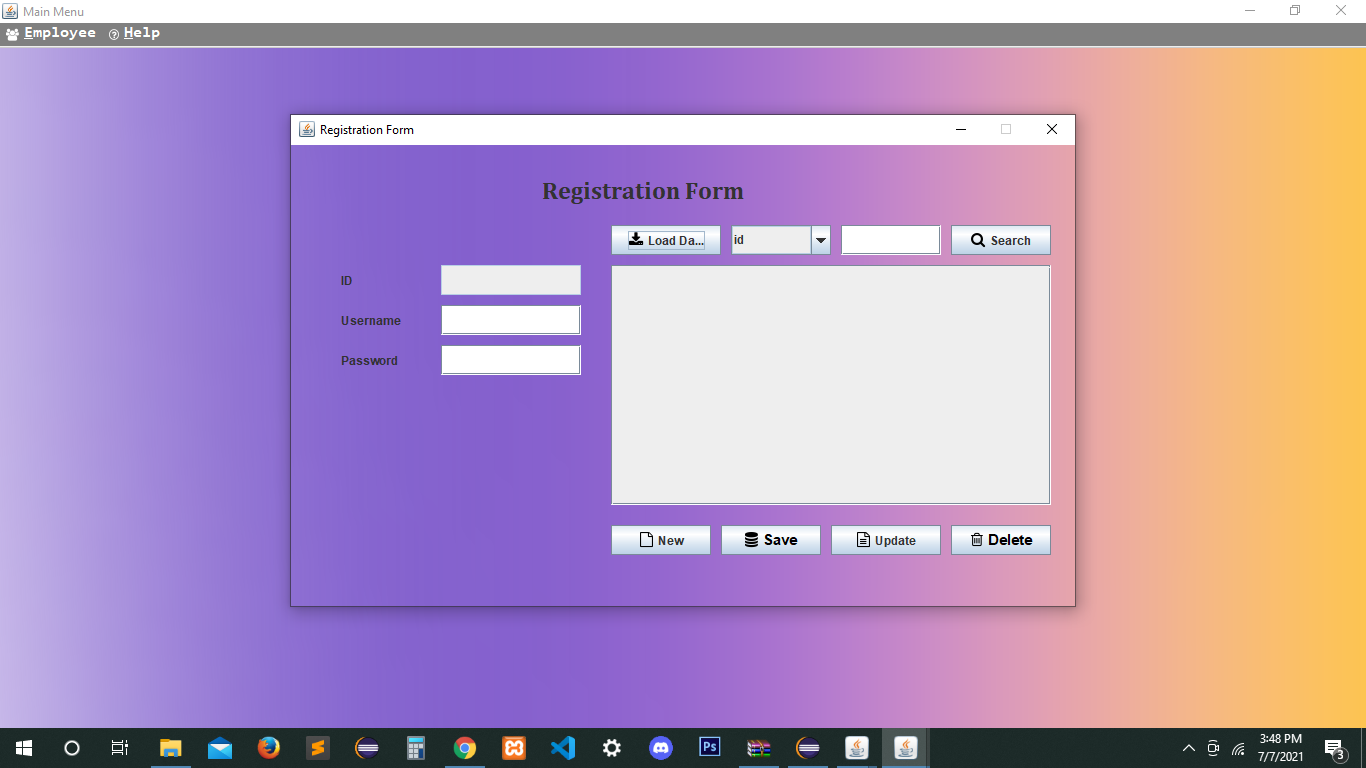 Main Menu
Employee Help
Registration Form
Registration Form
Load Da... id Search
ID
Username
Password
New Save Update Delete
Ps
3:48 PM
7/7/2021
3